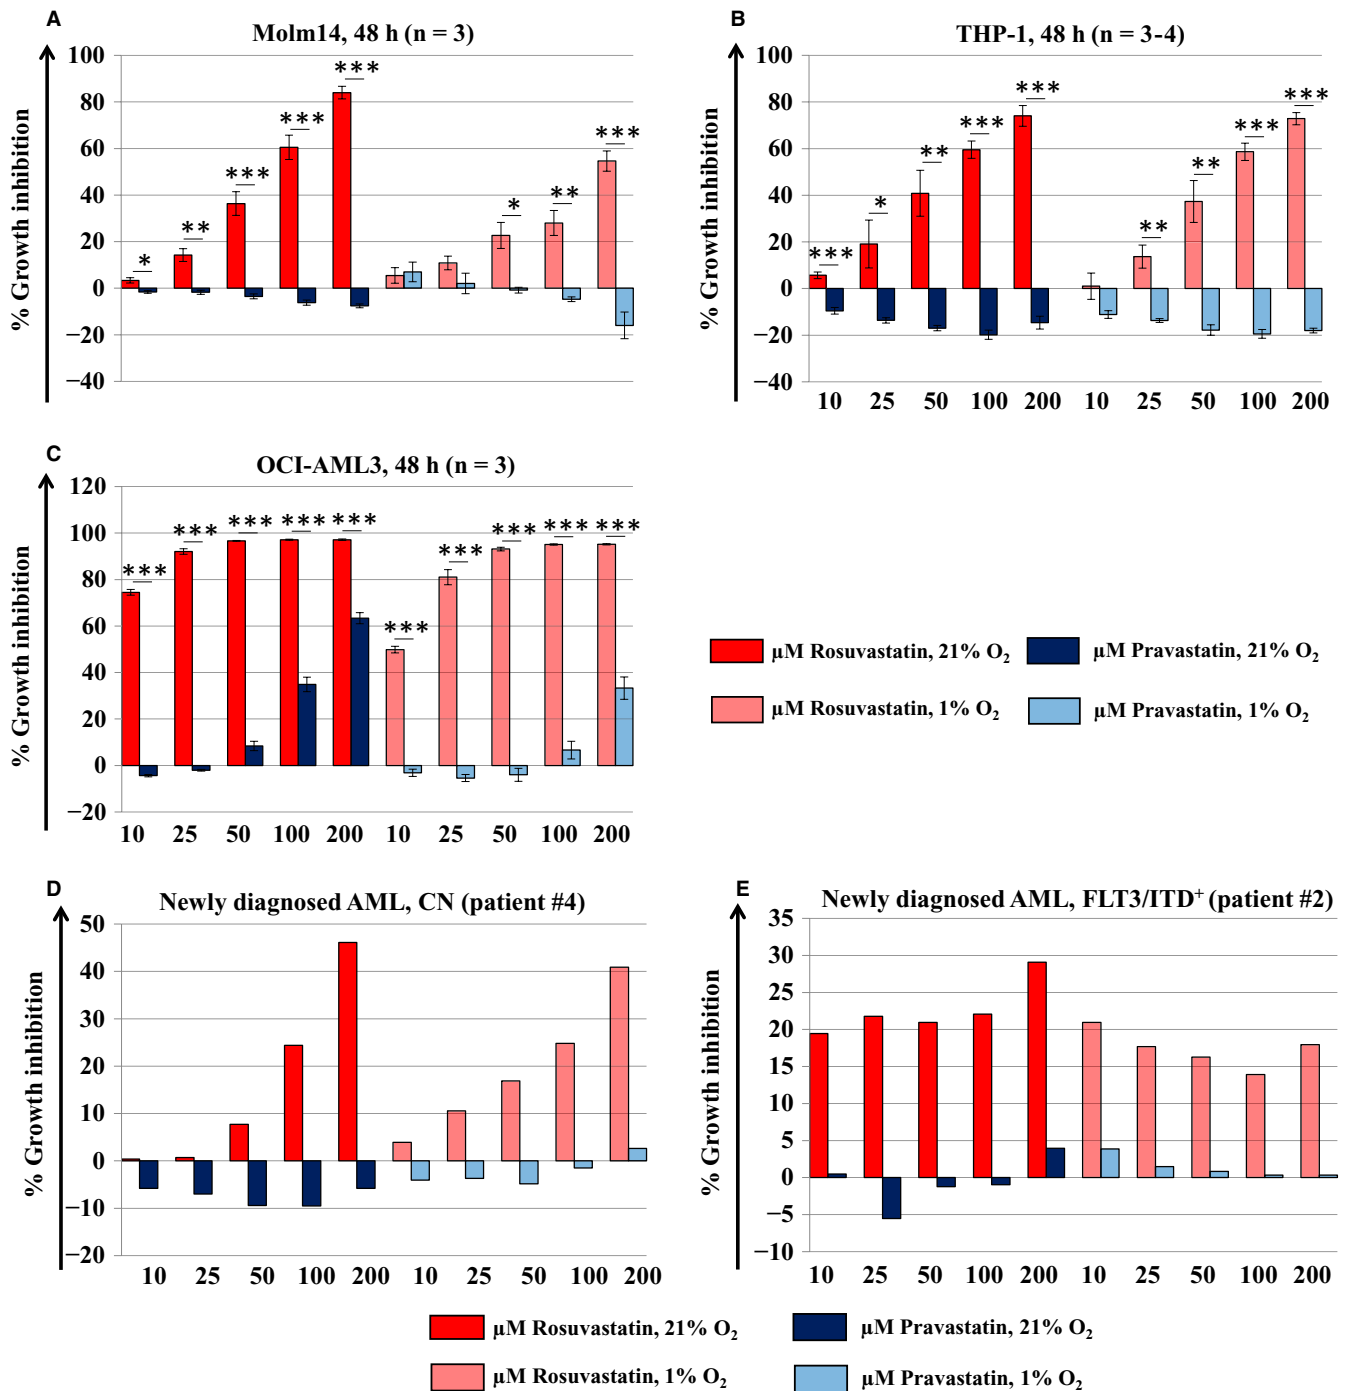 A
Molm14, 48 h (n = 3)
% Growth inhibition
100
80
60
40
20
0
−20
−40
* ** *** *** *** * ** ***
B
THP-1, 48 h (n = 3-4)
% Growth inhibition
100
80
60
40
20
0
−20
−40
*** * ** *** *** ** ** *** ***
10 25 50 100 200 10 25 50 100 200
C
OCI-AML3, 48 h (n = 3)
% Growth inhibition
120
100
80
60
40
20
0
−20
*** *** *** *** *** *** *** *** *** ***
10 25 50 100 200 10 25 50 100 200
µM Rosuvastatin, 21% O₂
µM Pravastatin, 21% O₂
µM Rosuvastatin, 1% O₂
µM Pravastatin, 1% O₂
D
Newly diagnosed AML, CN (patient #4)
% Growth inhibition
50
40
30
20
10
0
−10
−20
10 25 50 100 200 10 25 50 100 200
E
Newly diagnosed AML, FLT3/ITD⁺ (patient #2)
% Growth inhibition
35
30
25
20
15
10
5
0
−5
−10
10 25 50 100 200 10 25 50 100 200
µM Rosuvastatin, 21% O₂
µM Pravastatin, 21% O₂
µM Rosuvastatin, 1% O₂
µM Pravastatin, 1% O₂